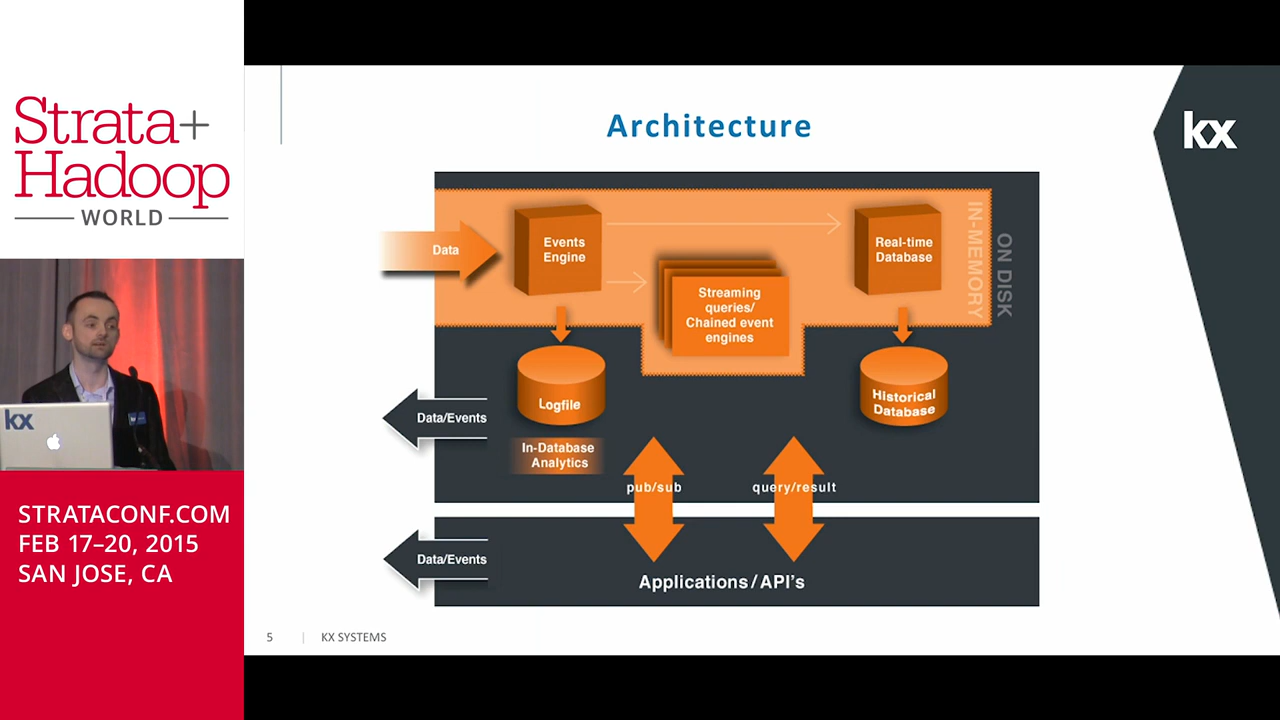 Strata+
Hadoop
WORLD
kx
STRATACONF.COM
FEB 17–20, 2015
SAN JOSE, CA
Architecture
kx
Data
Events
Engine
Real-time
Database
IN-MEMORY
ON DISK
Streaming
queries/
Chained event
engines
Logfile
Historical
Database
Data/Events
In-Database
Analytics
pub/sub
query/result
Data/Events
Applications/API's
5 | KX SYSTEMS